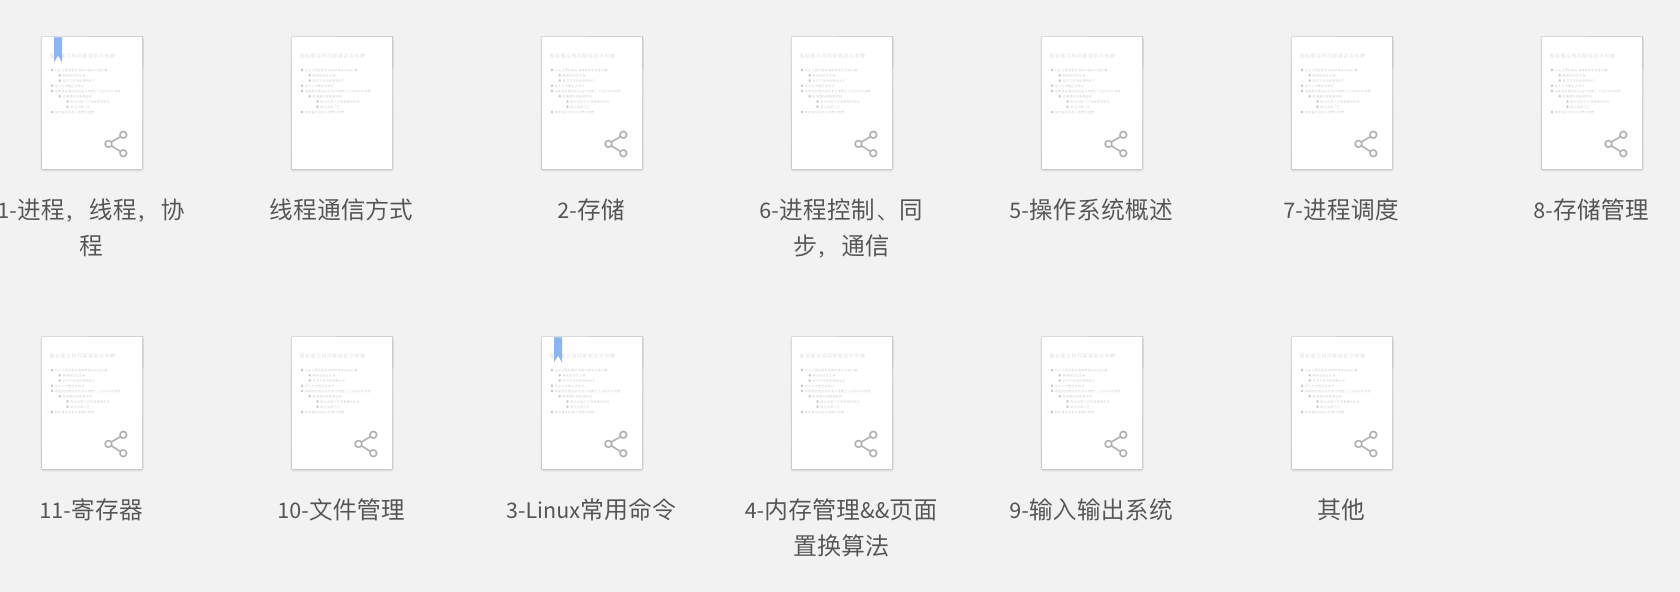 1-进程，线程，协
程
线程通信方式
2-存储
6-进程控制、同
步，通信
5-操作系统概述
7-进程调度
8-存储管理
11-寄存器
10-文件管理
3-Linux常用命令
4-内存管理&&页面
置换算法
9-输入输出系统
其他